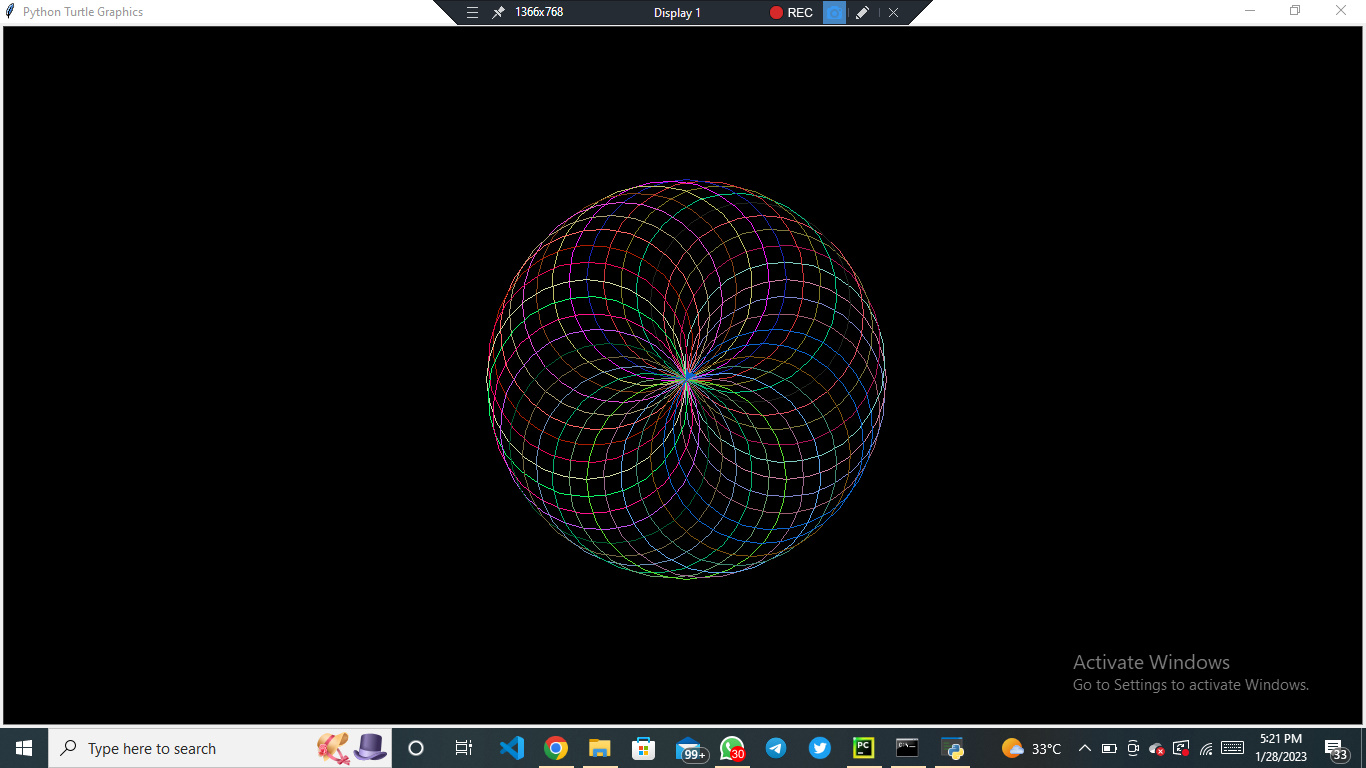 Python Turtle Graphics
1366x768
Display 1
REC
Activate Windows
Go to Settings to activate Windows.
Type here to search
99+
30
PC
33°C
5:21 PM
1/28/2023
33